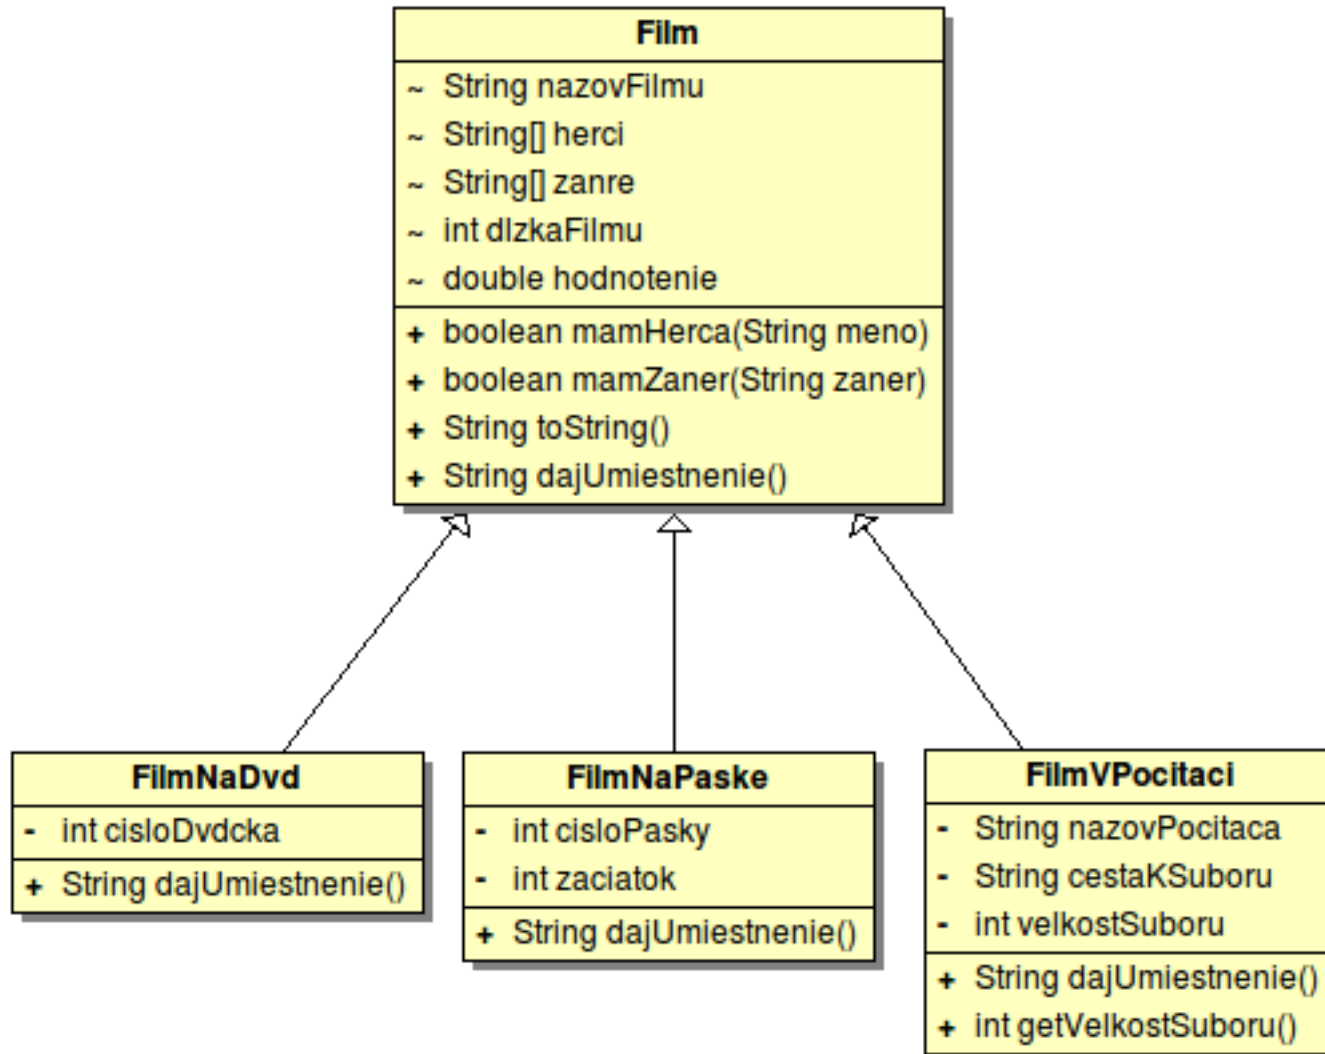 Film
~ String nazovFilmu
~ String[] herci
~ String[] zanre
~ int dlzkaFilmu
~ double hodnotenie
+ boolean mamHerca(String meno)
+ boolean mamZaner(String zaner)
+ String toString()
+ String dajUmiestnenie()
FilmNaDvd
- int cisloDvdcka
+ String dajUmiestnenie()
FilmNaPaske
- int cisloPasky
- int zaciatok
+ String dajUmiestnenie()
FilmVPocitaci
- String nazovPocitaca
- String cestaKSuboru
- int velkostSuboru
+ String dajUmiestnenie()
+ int getVelkostSuboru()